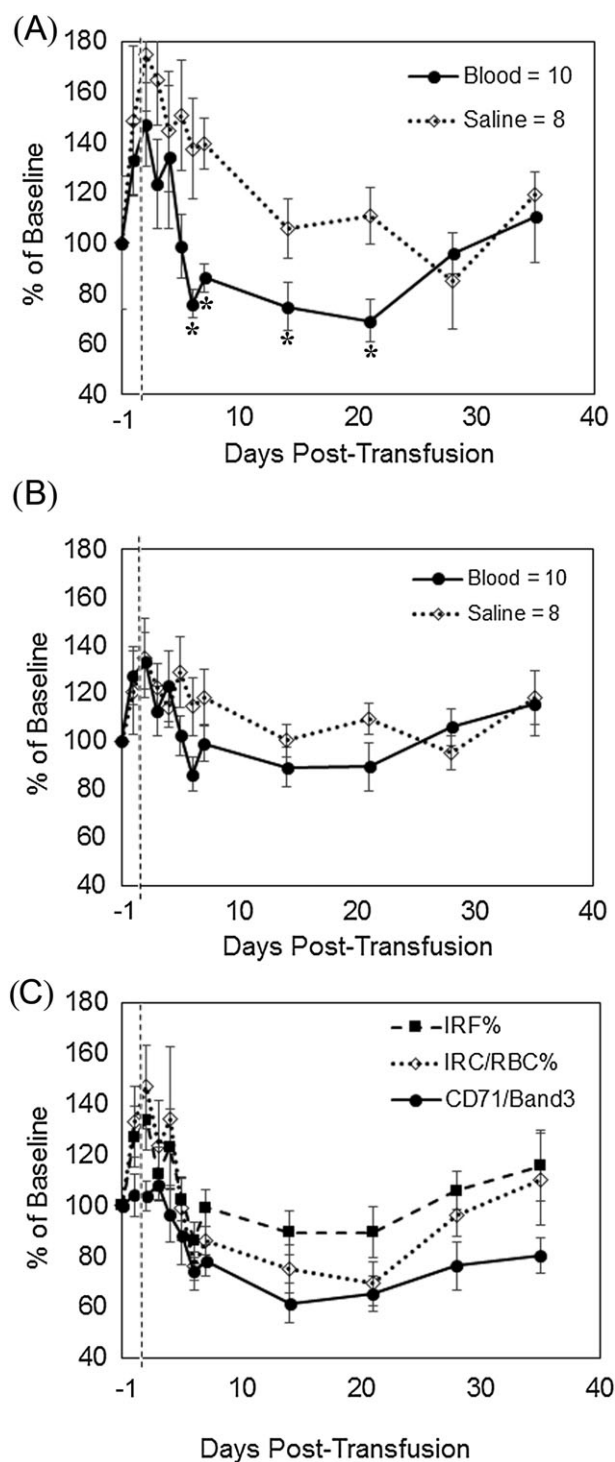 (A)
180
160
140
120
100
80
60
40
% of Baseline
Blood = 10
Saline = 8
*
*
*
*
-1
10
20
30
40
Days Post-Transfusion
(B)
180
160
140
120
100
80
60
40
% of Baseline
Blood = 10
Saline = 8
-1
10
20
30
40
Days Post-Transfusion
(C)
180
160
140
120
100
80
60
40
% of Baseline
IRF%
IRC/RBC%
CD71/Band3
-1
10
20
30
40
Days Post-Transfusion